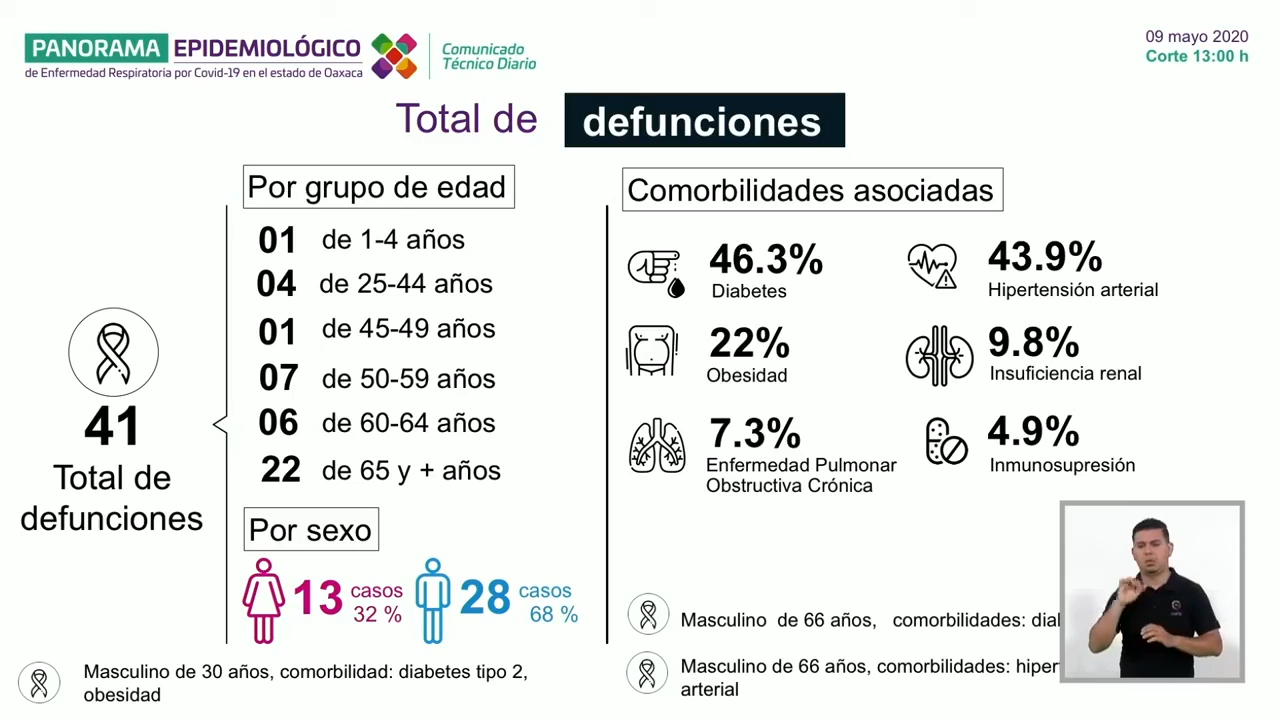 PANORAMA EPIDEMIOLÓGICO
de Enfermedad Respiratoria por Covid-19 en el estado de Oaxaca
Comunicado
Técnico Diario
09 mayo 2020
Corte 13:00 h
Total de defunciones
41
Total de
defunciones
Por grupo de edad
01 de 1-4 años
04 de 25-44 años
01 de 45-49 años
07 de 50-59 años
06 de 60-64 años
22 de 65 y + años
Por sexo
13 casos
32 %
28 casos
68 %
Comorbilidades asociadas
46.3%
Diabetes
43.9%
Hipertensión arterial
22%
Obesidad
9.8%
Insuficiencia renal
7.3%
Enfermedad Pulmonar
Obstructiva Crónica
4.9%
Inmunosupresión
Masculino de 30 años, comorbilidad: diabetes tipo 2,
obesidad
Masculino de 66 años, comorbilidades:
Masculino de 66 años, comorbilidades:
arterial